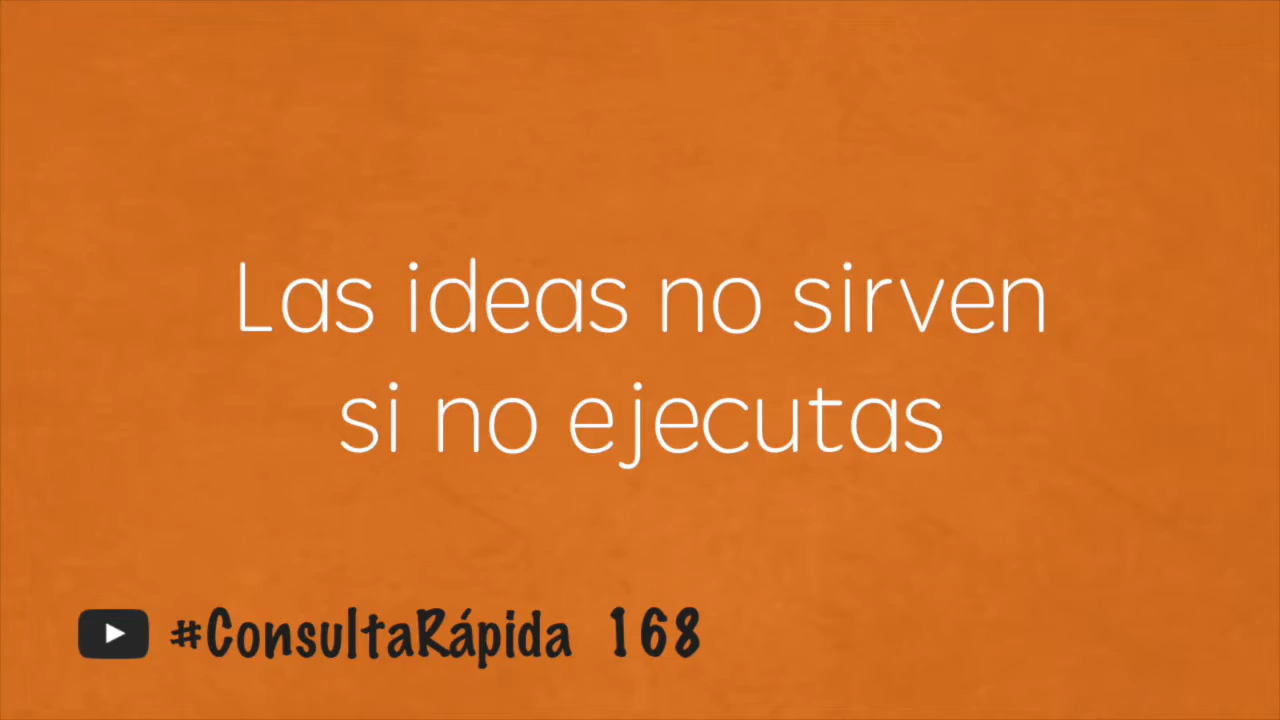 Las ideas no sirven
si no ejecutas
#ConsultaRápida 168